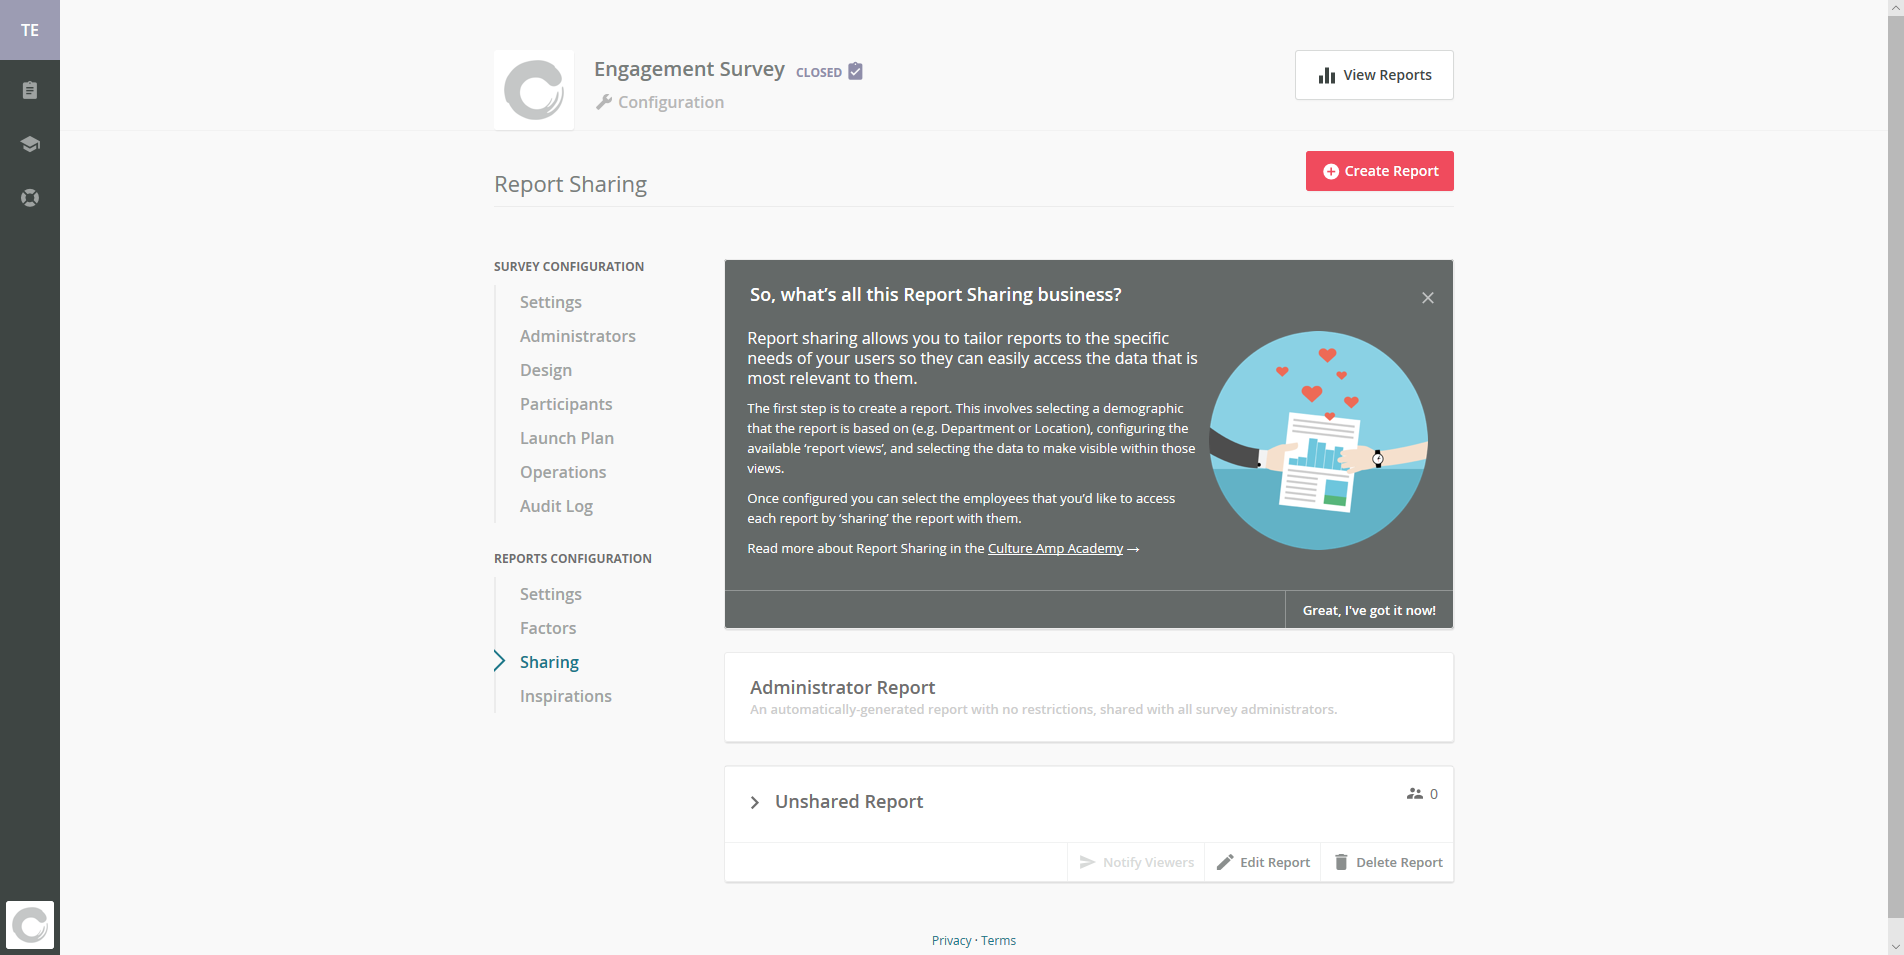 TE
Engagement Survey CLOSED
Configuration
View Reports
Report Sharing
Create Report
SURVEY CONFIGURATION
Settings
Administrators
Design
Participants
Launch Plan
Operations
Audit Log
REPORTS CONFIGURATION
Settings
Factors
Sharing
Inspirations
So, what’s all this Report Sharing business?
Report sharing allows you to tailor reports to the specific
needs of your users so they can easily access the data that is
most relevant to them.
The first step is to create a report. This involves selecting a demographic
that the report is based on (e.g. Department or Location), configuring the
available ‘report views’, and selecting the data to make visible within those
views.
Once configured you can select the employees that you’d like to access
each report by ‘sharing’ the report with them.
Read more about Report Sharing in the Culture Amp Academy →
Great, I've got it now!
Administrator Report
An automatically-generated report with no restrictions, shared with all survey administrators.
Unshared Report
0
Notify Viewers
Edit Report
Delete Report
Privacy · Terms